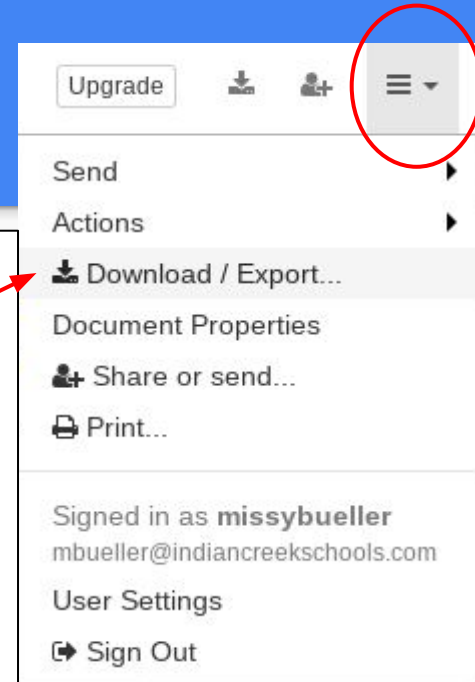 Upgrade
Send
Actions
Download / Export...
Document Properties
Share or send...
Print...
Signed in as missybueller
mbueller@indiancreekschools.com
User Settings
Sign Out